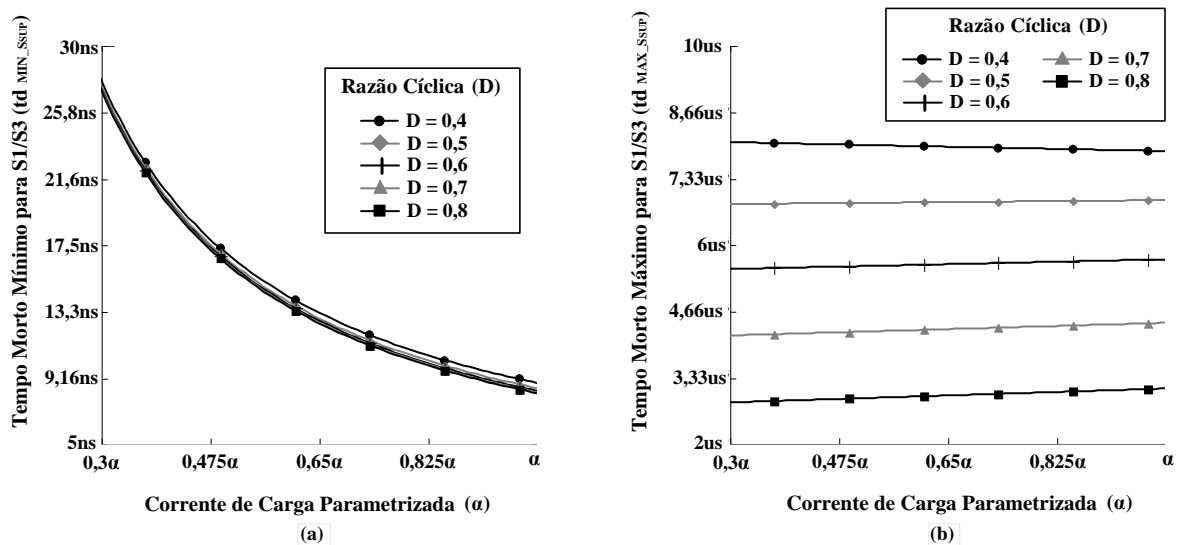 Tempo Morto Mínimo para S1/S3 (td MIN_SSUP)
30ns
25,8ns
21,6ns
17,5ns
13,3ns
9,16ns
5ns
Razão Cíclica (D)
D = 0,4
D = 0,5
D = 0,6
D = 0,7
D = 0,8
0,3α
0,475α
0,65α
0,825α
α
Corrente de Carga Parametrizada (α)
(a)
Tempo Morto Máximo para S1/S3 (td MAX_SSUP)
10us
8,66us
7,33us
6us
4,66us
3,33us
2us
Razão Cíclica (D)
D = 0,4
D = 0,5
D = 0,6
D = 0,7
D = 0,8
0,3α
0,475α
0,65α
0,825α
α
Corrente de Carga Parametrizada (α)
(b)